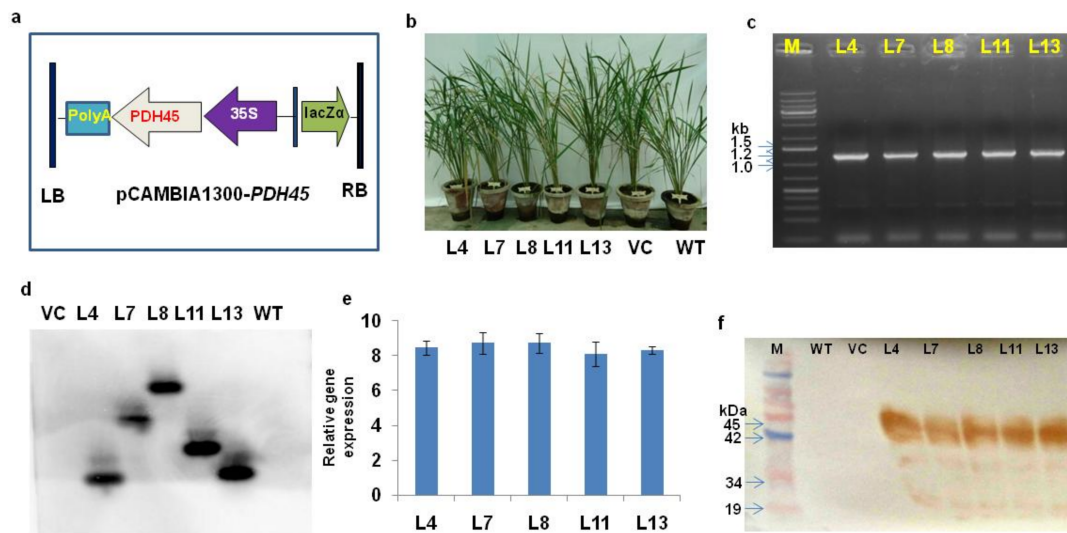 a
PolyA PDH45 35S lacZα
LB pCAMBIA1300-PDH45 RB
b
L4 L7 L8 L11 L13 VC WT
c
M L4 L7 L8 L11 L13
kb
1.5
1.2
1.0
d
VC L4 L7 L8 L11 L13 WT
e
Relative gene
expression
10
8
6
4
2
0
L4 L7 L8 L11 L13
f
M WT VC L4 L7 L8 L11 L13
kDa
45
42
34
19